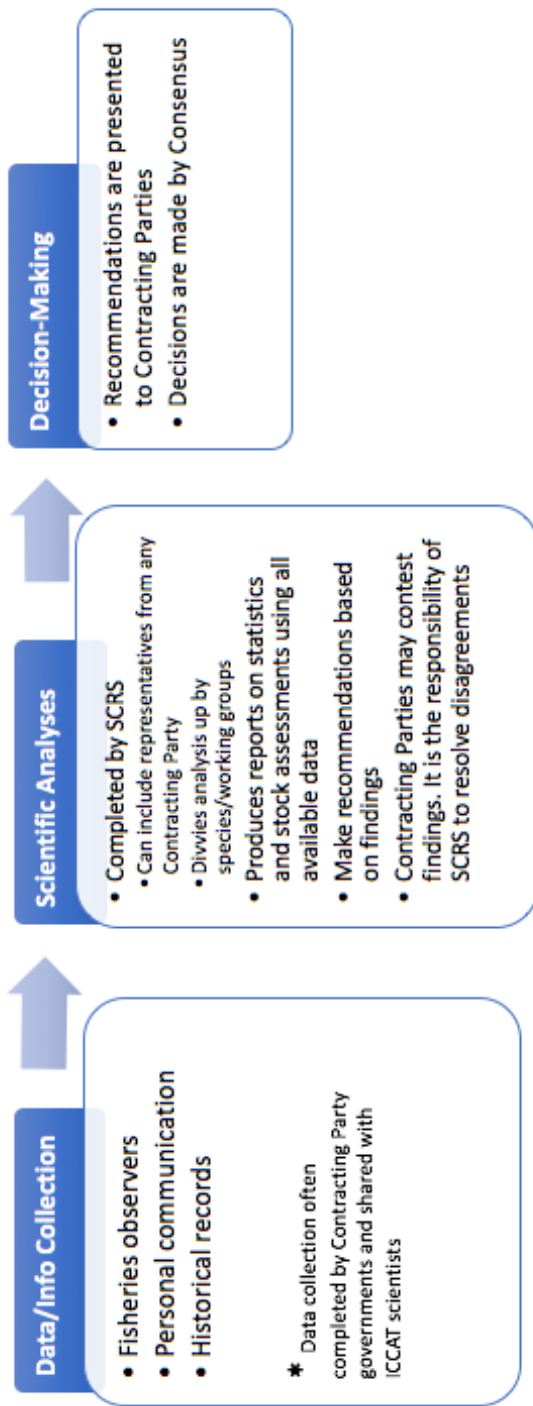 Data/Info Collection
• Fisheries observers
• Personal communication
• Historical records
* Data collection often
completed by Contracting Party
governments and shared with
ICCAT scientists
Scientific Analyses
• Completed by SCRS
• Can include representatives from any
Contracting Party
• Divvies analysis up by
species/working groups
• Produces reports on statistics
and stock assessments using all
available data
• Make recommendations based
on findings
• Contracting Parties may contest
findings. It is the responsibility of
SCRS to resolve disagreements
Decision-Making
• Recommendations are presented
to Contracting Parties
• Decisions are made by Consensus